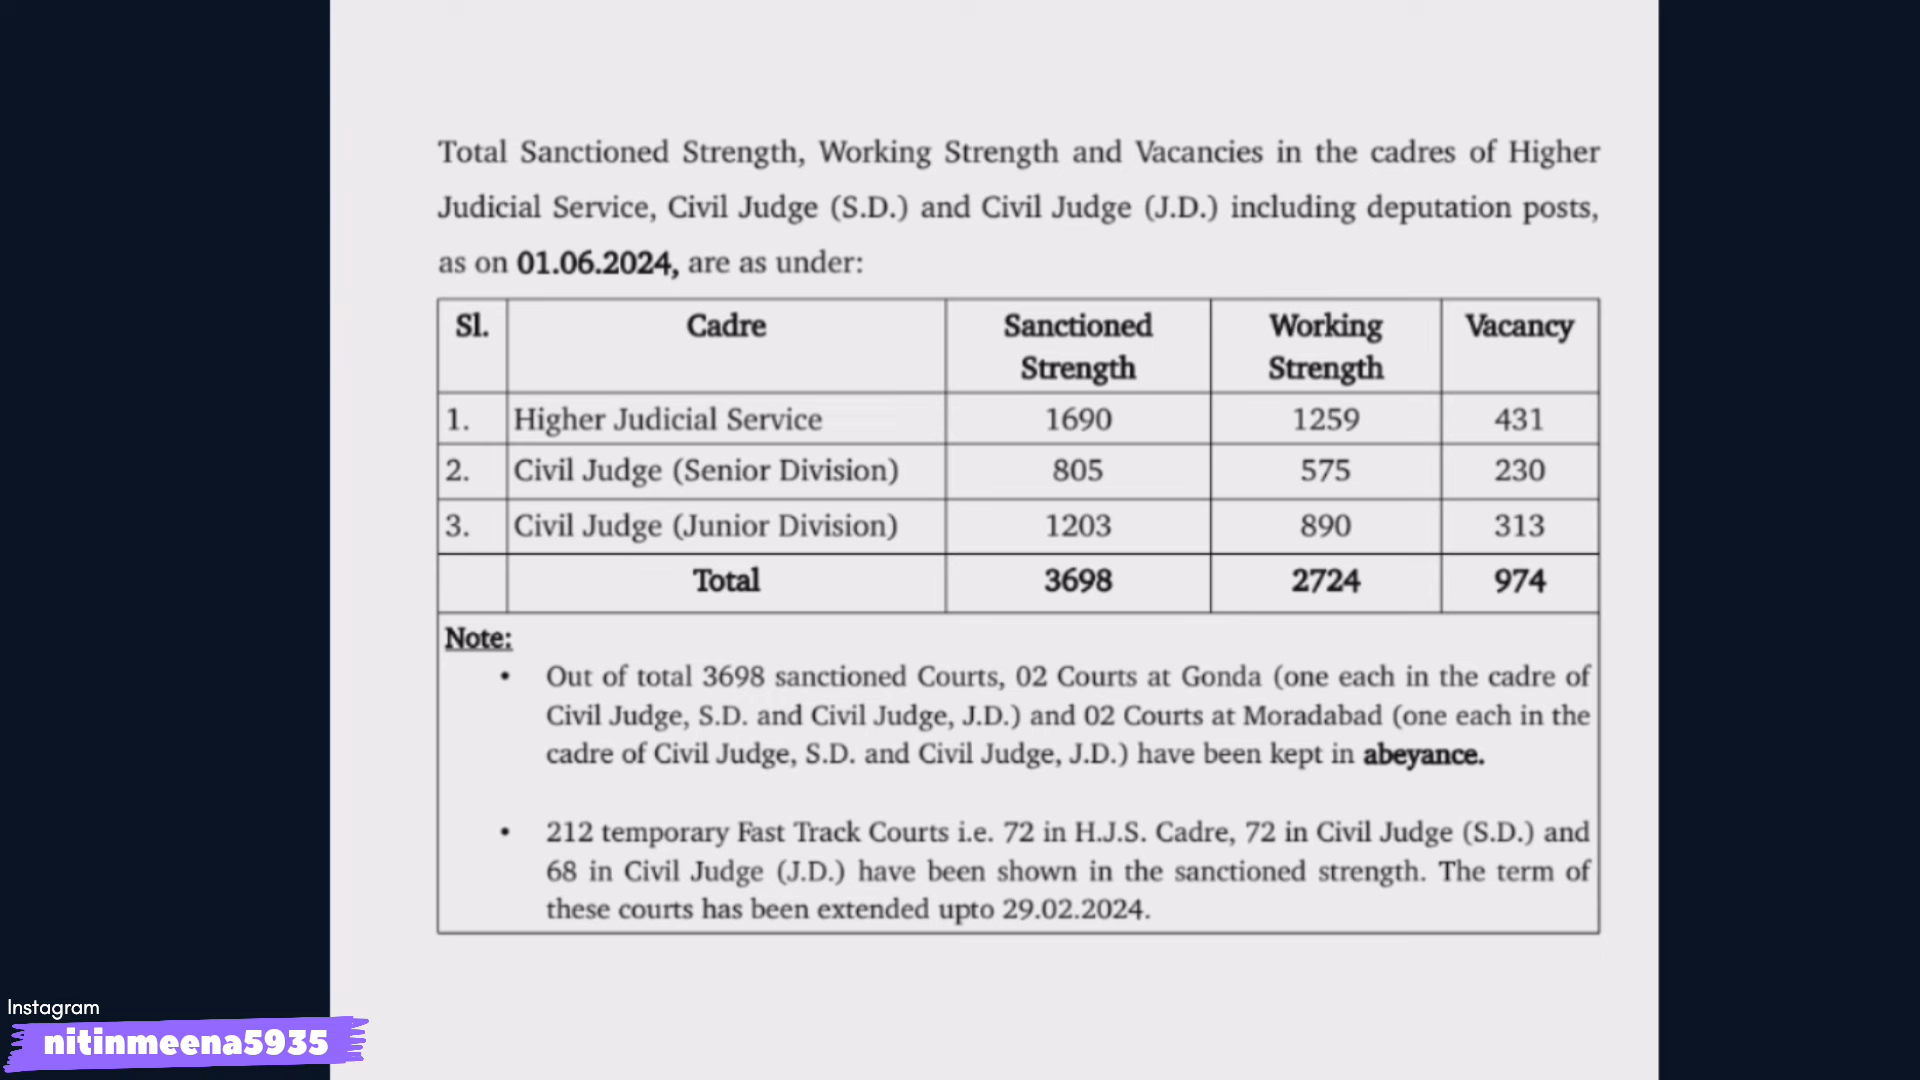 Total Sanctioned Strength, Working Strength and Vacancies in the cadres of Higher
Judicial Service, Civil Judge (S.D.) and Civil Judge (J.D.) including deputation posts,
as on 01.06.2024, are as under:
Sl. Cadre Sanctioned Strength Working Strength Vacancy
1. Higher Judicial Service 1690 1259 431
2. Civil Judge (Senior Division) 805 575 230
3. Civil Judge (Junior Division) 1203 890 313
Total 3698 2724 974
Note:
• Out of total 3698 sanctioned Courts, 02 Courts at Gonda (one each in the cadre of
Civil Judge, S.D. and Civil Judge, J.D.) and 02 Courts at Moradabad (one each in the
cadre of Civil Judge, S.D. and Civil Judge, J.D.) have been kept in abeyance.
• 212 temporary Fast Track Courts i.e. 72 in H.J.S. Cadre, 72 in Civil Judge (S.D.) and
68 in Civil Judge (J.D.) have been shown in the sanctioned strength. The term of
these courts has been extended upto 29.02.2024.
Instagram
nitinmeena5935